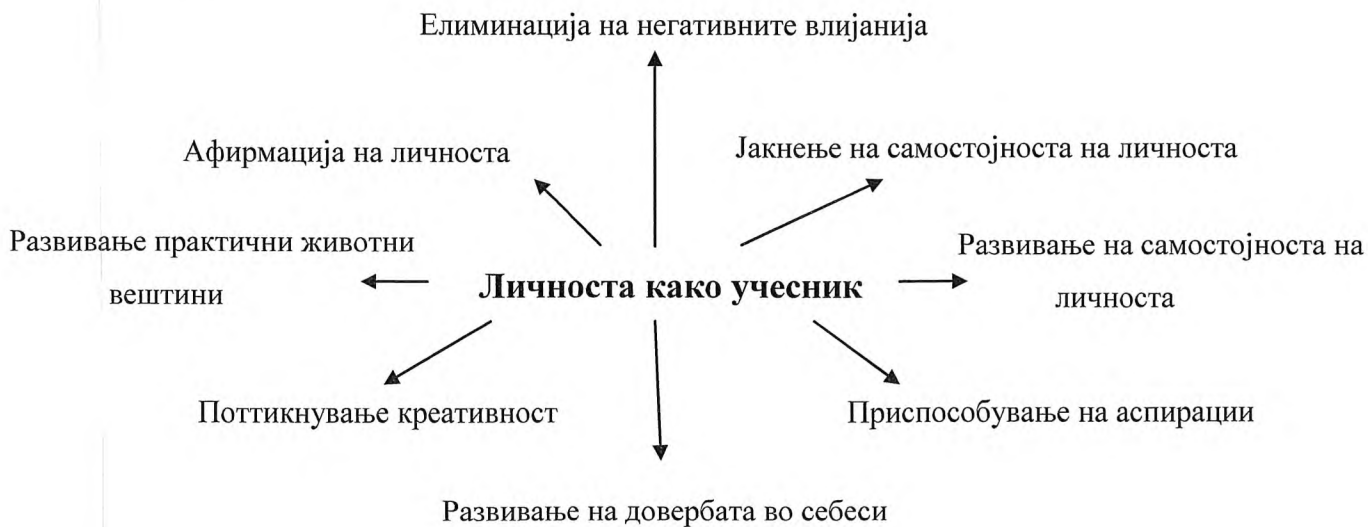 Елиминација на негативните влијанија
Афирмација на личноста
Јакнење на самостојноста на личноста
Развивање практични животни
вештини
Личноста како учесник
Развивање на самостојноста на
личноста
Поттикнување креативност
Приспособување на аспирации
Развивање на довербата во себеси